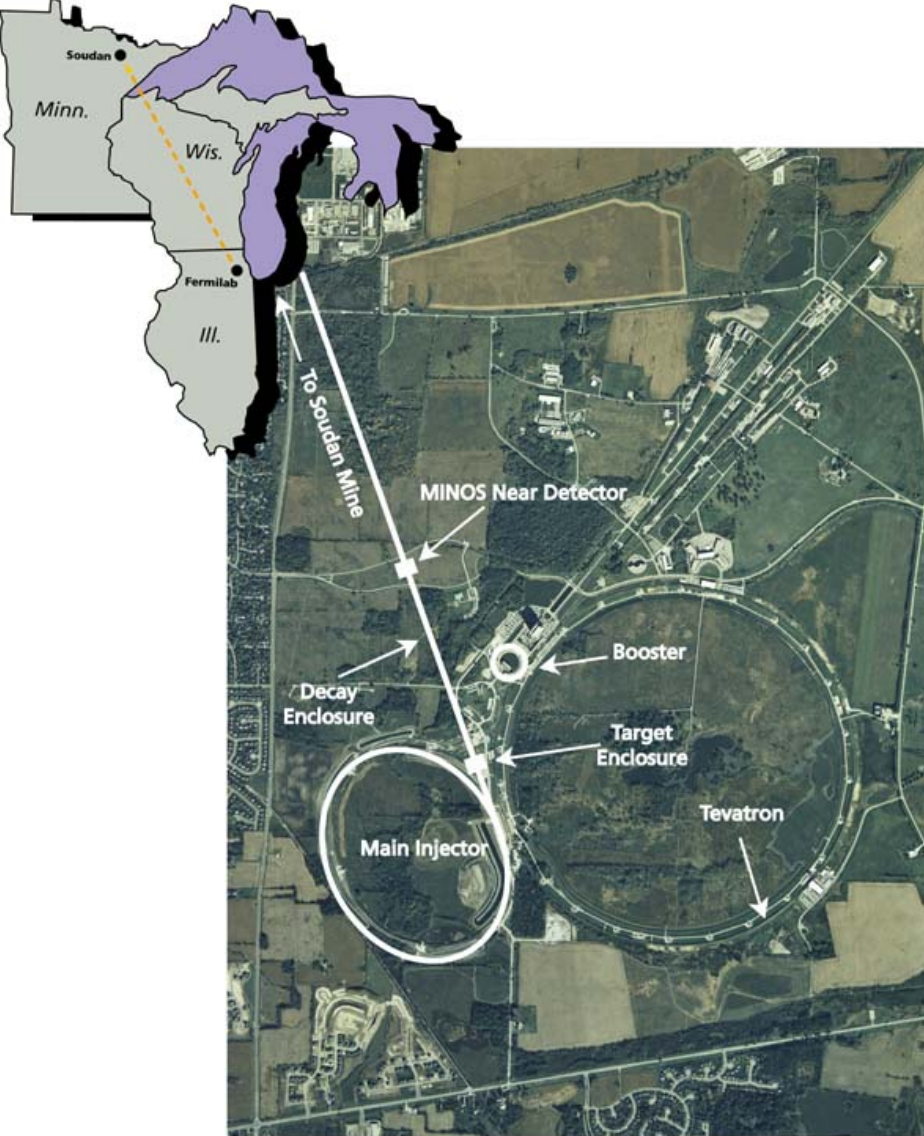 Soudan
Minn.
Wis.
Fermilab
Ill.
To Soudan Mine
MINOS Near Detector
Booster
Decay
Enclosure
Target
Enclosure
Tevatron
Main Injector